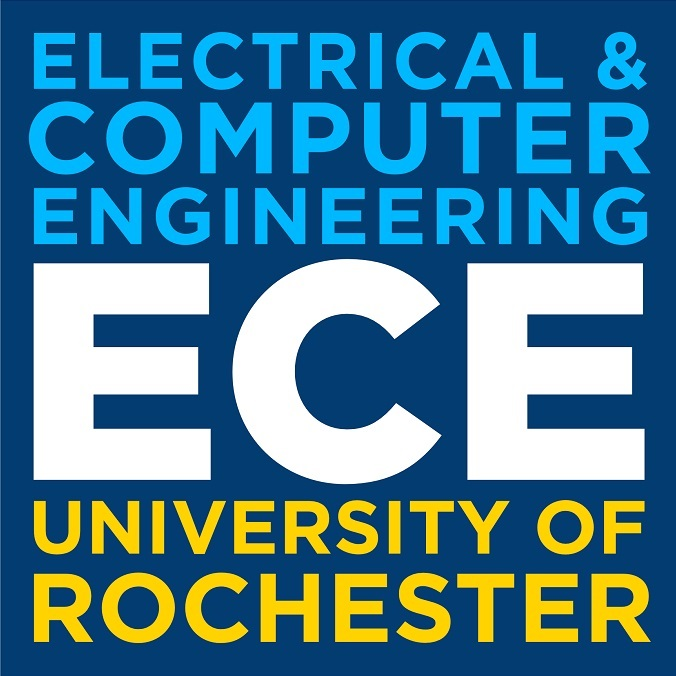 ELECTRICAL &
COMPUTER
ENGINEERING
ECE
UNIVERSITY OF
ROCHESTER